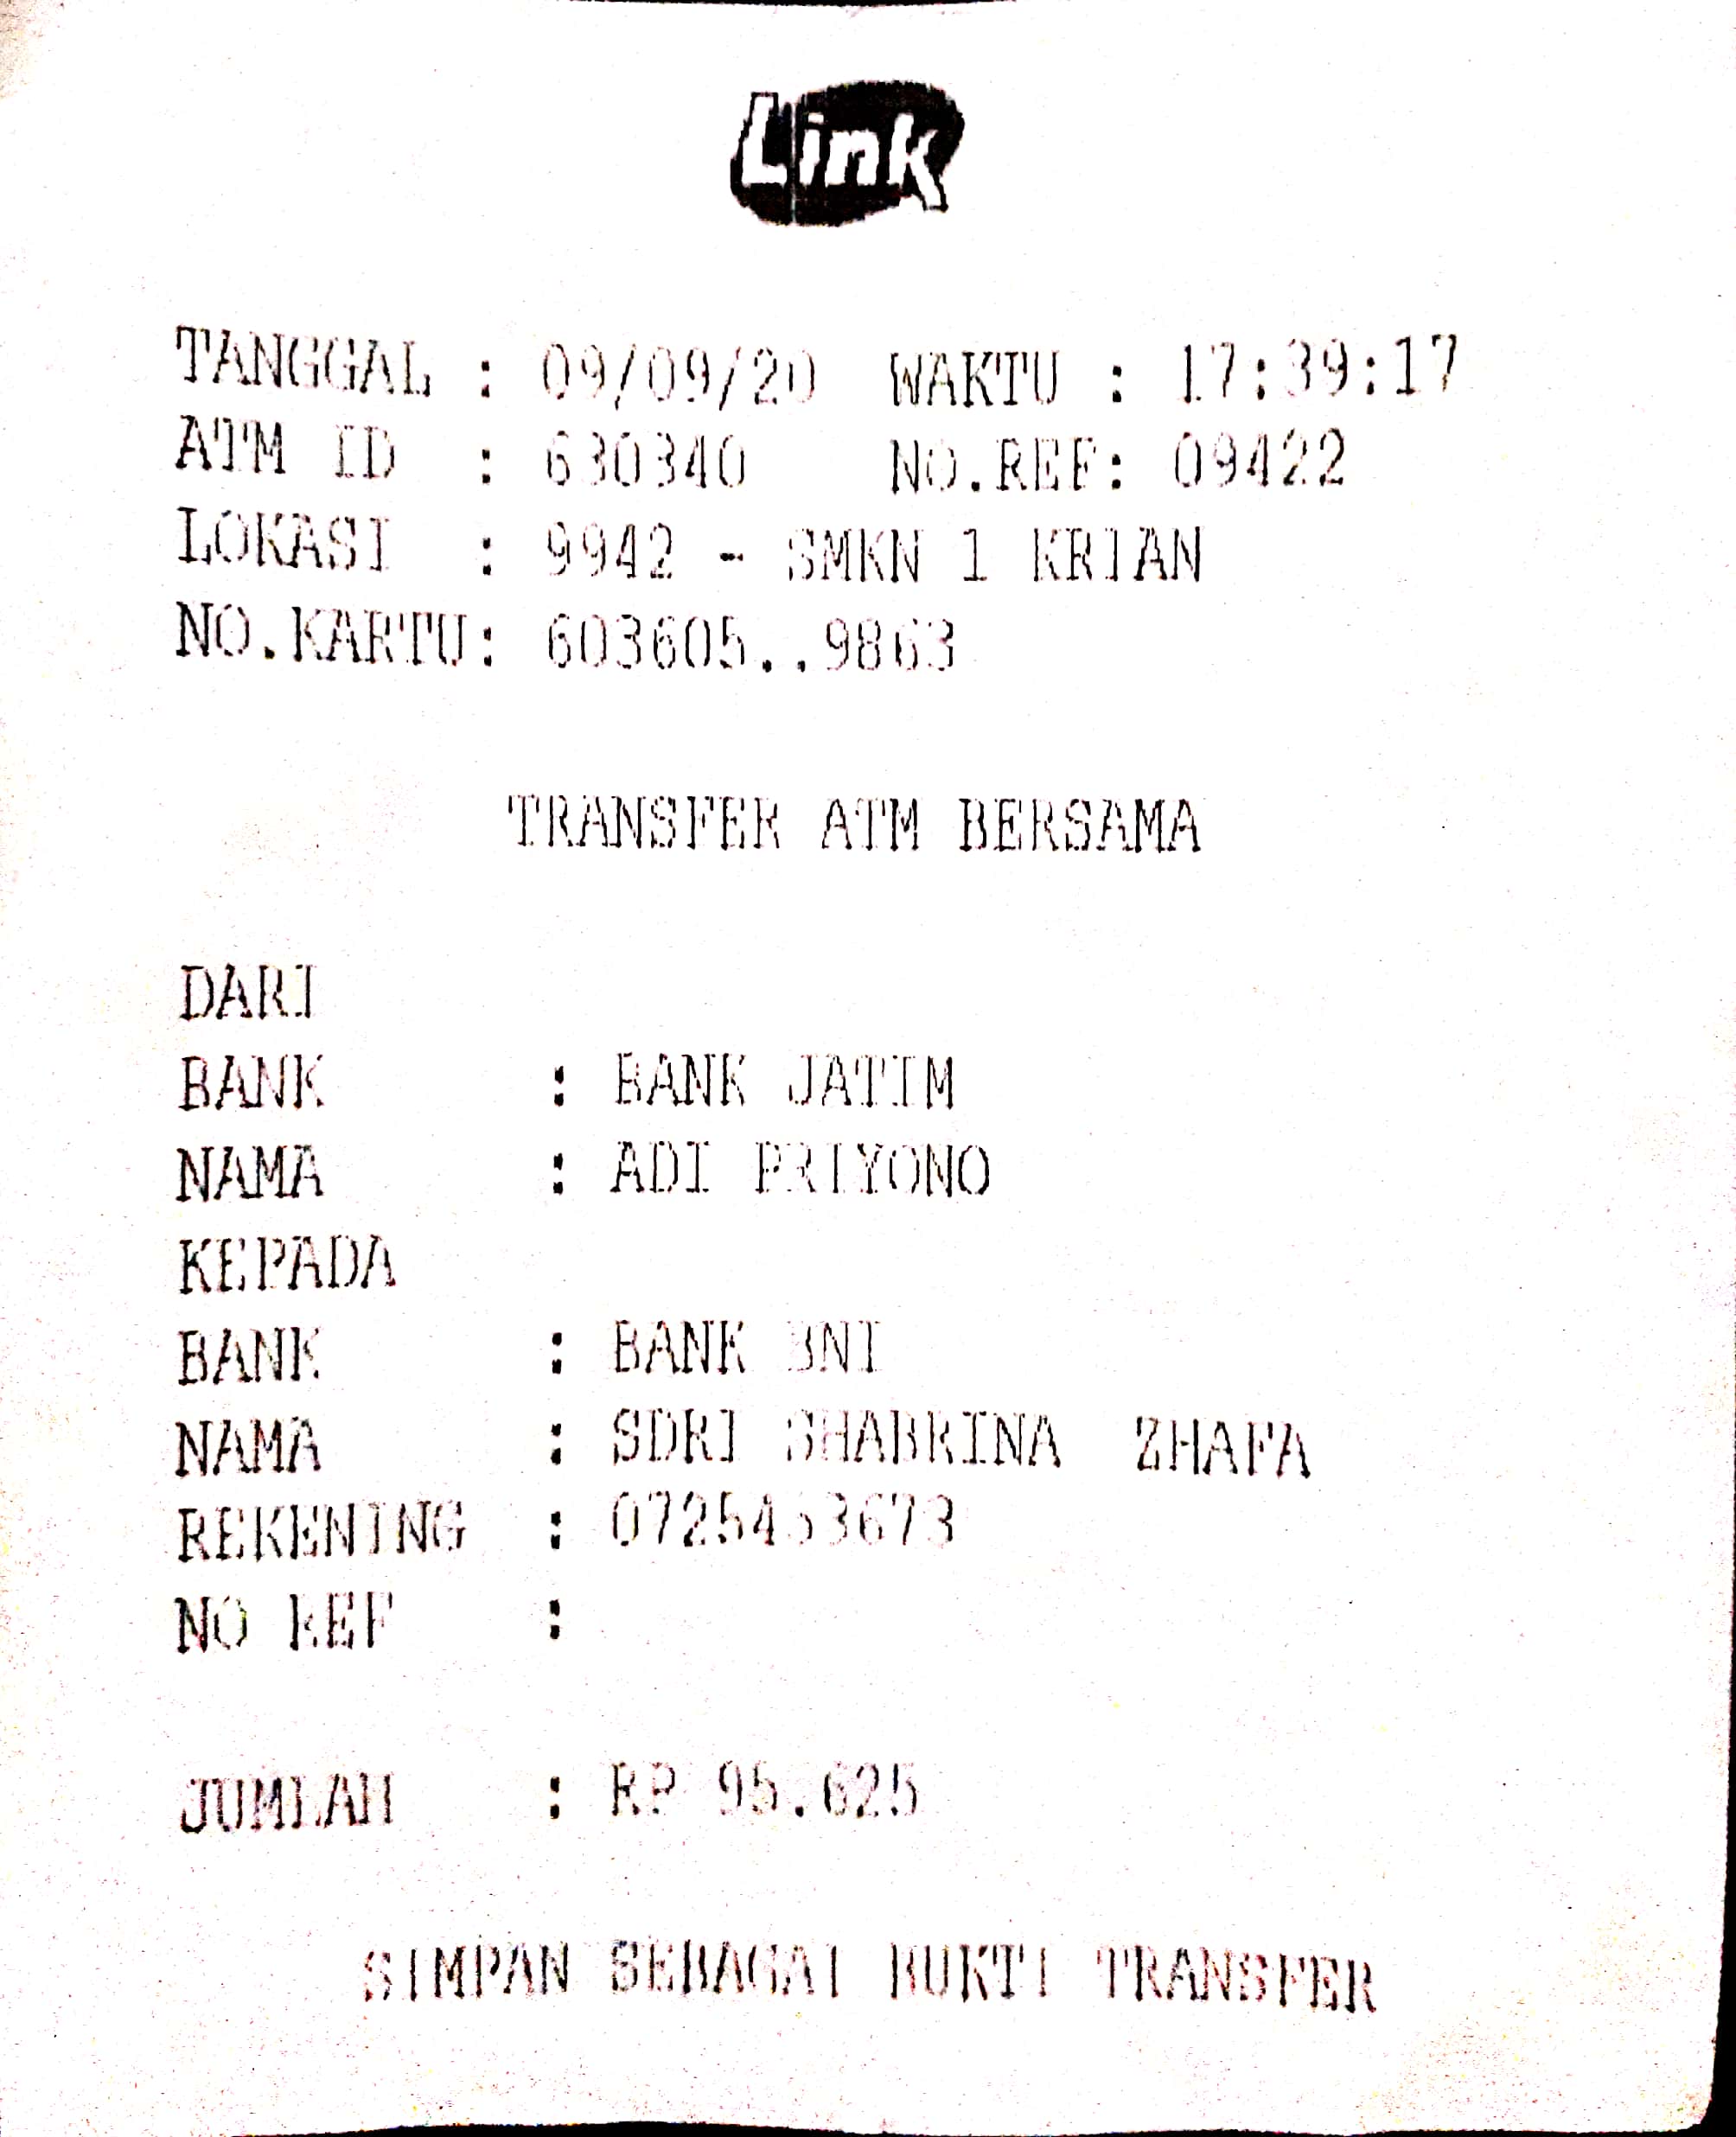 Link
TANGGAL : 09/09/20 WAKTU : 17:39:17
ATM ID : 630340 NO.REF: 09422
LOKASI : 9942 - SMKN 1 KRIAN
NO.KARTU: 603605..9863
TRANSFER ATM BERSAMA
DARI
BANK : BANK JATIM
NAMA : ADI PRIYONO
KEPADA
BANK : BANK BNI
NAMA : SDRI SHABRINA ZHAFA
REKENING :
NO REF :
JUMLAH : RP 95.625
SIMPAN SEBAGAI BUKTI TRANSFER